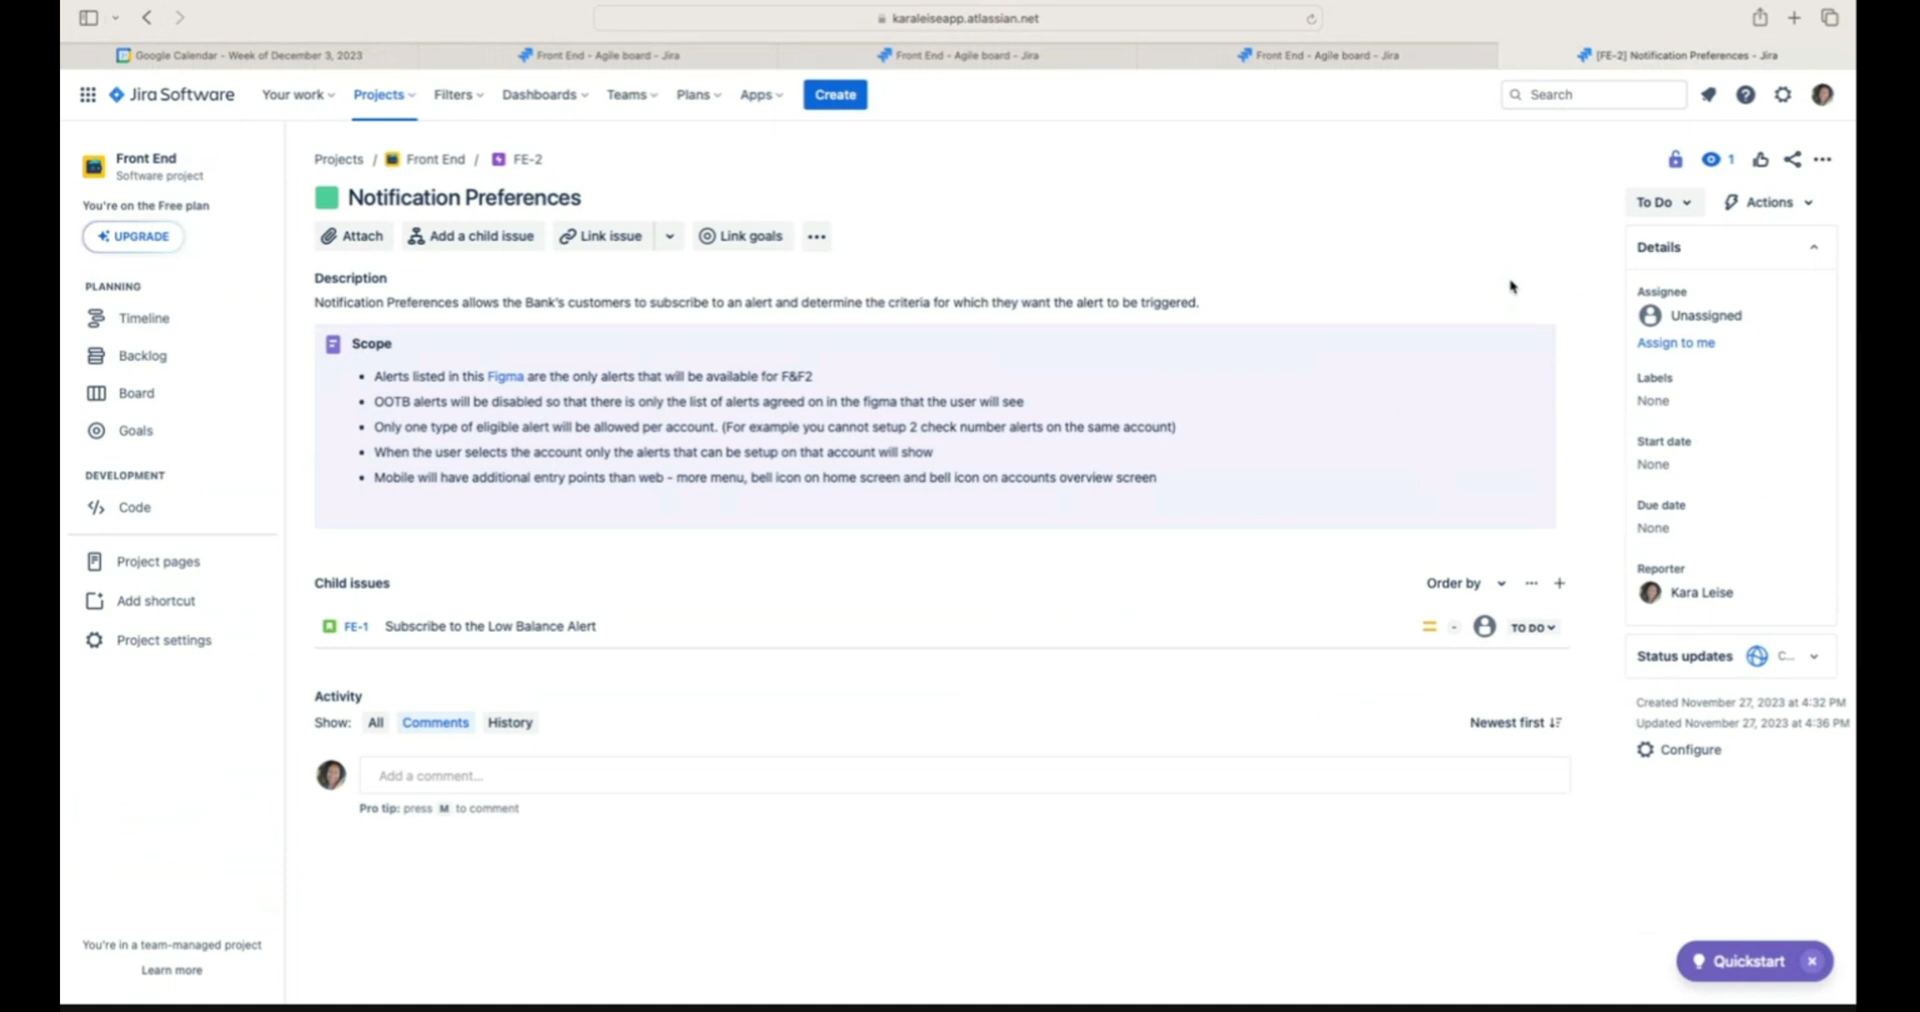 karaleiseapp.atlassian.net
Google Calendar - Week of December 3, 2023
Front End - Agile board - Jira
Front End - Agile board - Jira
Front End - Agile board - Jira
[FE-2] Notification Preferences - Jira
Jira Software
Your work
Projects
Filters
Dashboards
Teams
Plans
Apps
Create
Search
Front End
Software project
You're on the Free plan
UPGRADE
PLANNING
Timeline
Backlog
Board
Goals
DEVELOPMENT
Code
Project pages
Add shortcut
Project settings
You're in a team-managed project
Learn more
Projects / Front End / FE-2
1
Notification Preferences
Attach
Add a child issue
Link issue
Link goals
Description
Notification Preferences allows the Bank's customers to subscribe to an alert and determine the criteria for which they want the alert to be triggered.
Scope
• Alerts listed in this Figma are the only alerts that will be available for F&F2
• OOTB alerts will be disabled so that there is only the list of alerts agreed on in the figma that the user will see
• Only one type of eligible alert will be allowed per account. (For example you cannot setup 2 check number alerts on the same account)
• When the user selects the account only the alerts that can be setup on that account will show
• Mobile will have additional entry points than web - more menu, bell icon on home screen and bell icon on accounts overview screen
Child issues
Order by
FE-1 Subscribe to the Low Balance Alert
-
TO DO
Activity
Show: All Comments History
Newest first
Add a comment...
Pro tip: press M to comment
To Do
Actions
Details
Assignee
Unassigned
Assign to me
Labels
None
Start date
None
Due date
None
Reporter
Kara Leise
Status updates
C...
Created November 27, 2023 at 4:32 PM
Updated November 27, 2023 at 4:36 PM
Configure
Quickstart